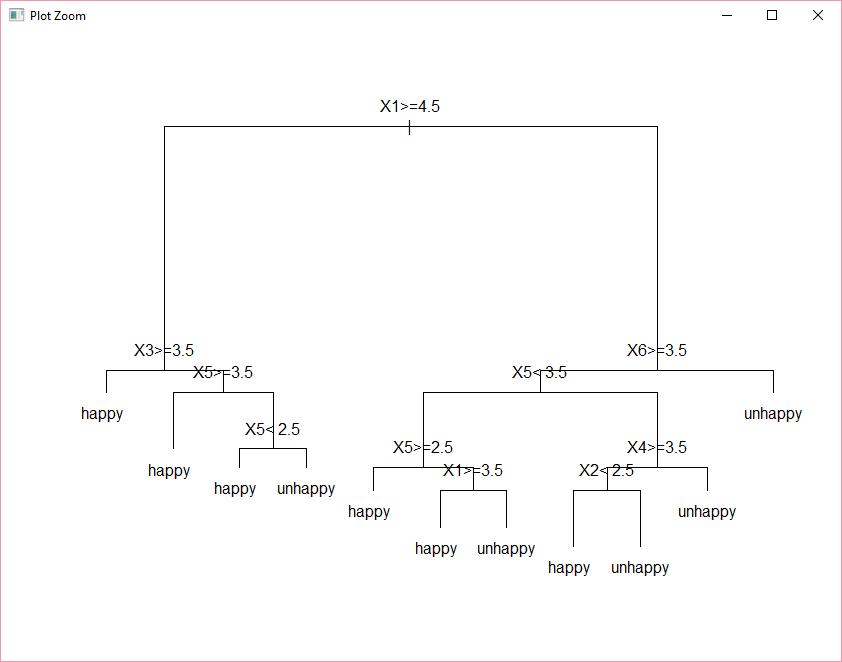 Plot Zoom
X1>=4.5
X3>=3.5
X6>=3.5
X5>=3.5
X5< 3.5
happy
unhappy
X5< 2.5
X5>=2.5
X4>=3.5
happy
X1>=3.5
X2< 2.5
happy
unhappy
happy
unhappy
happy
unhappy
happy
unhappy